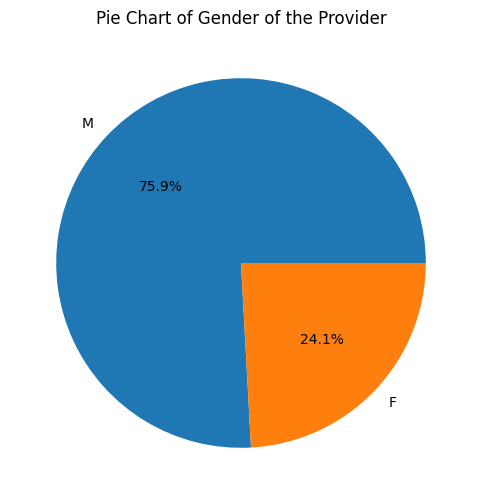 Pie Chart of Gender of the Provider
M
75.9%
24.1%
F